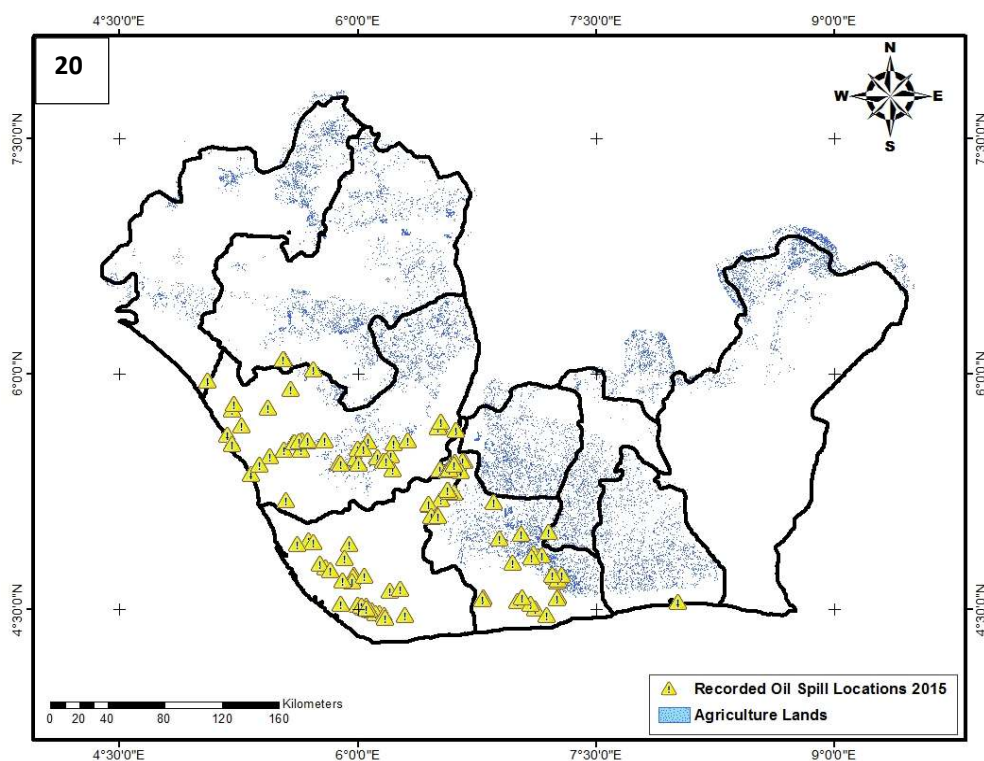 4°30'0"E 6°0'0"E 7°30'0"E 9°0'0"E
20
N
W E
S
7°30'0"N 7°30'0"N
6°0'0"N 6°0'0"N
4°30'0"N 4°30'0"N
Recorded Oil Spill Locations 2015
Agriculture Lands
Kilometers
0 20 40 80 120 160
4°30'0"E 6°0'0"E 7°30'0"E 9°0'0"E